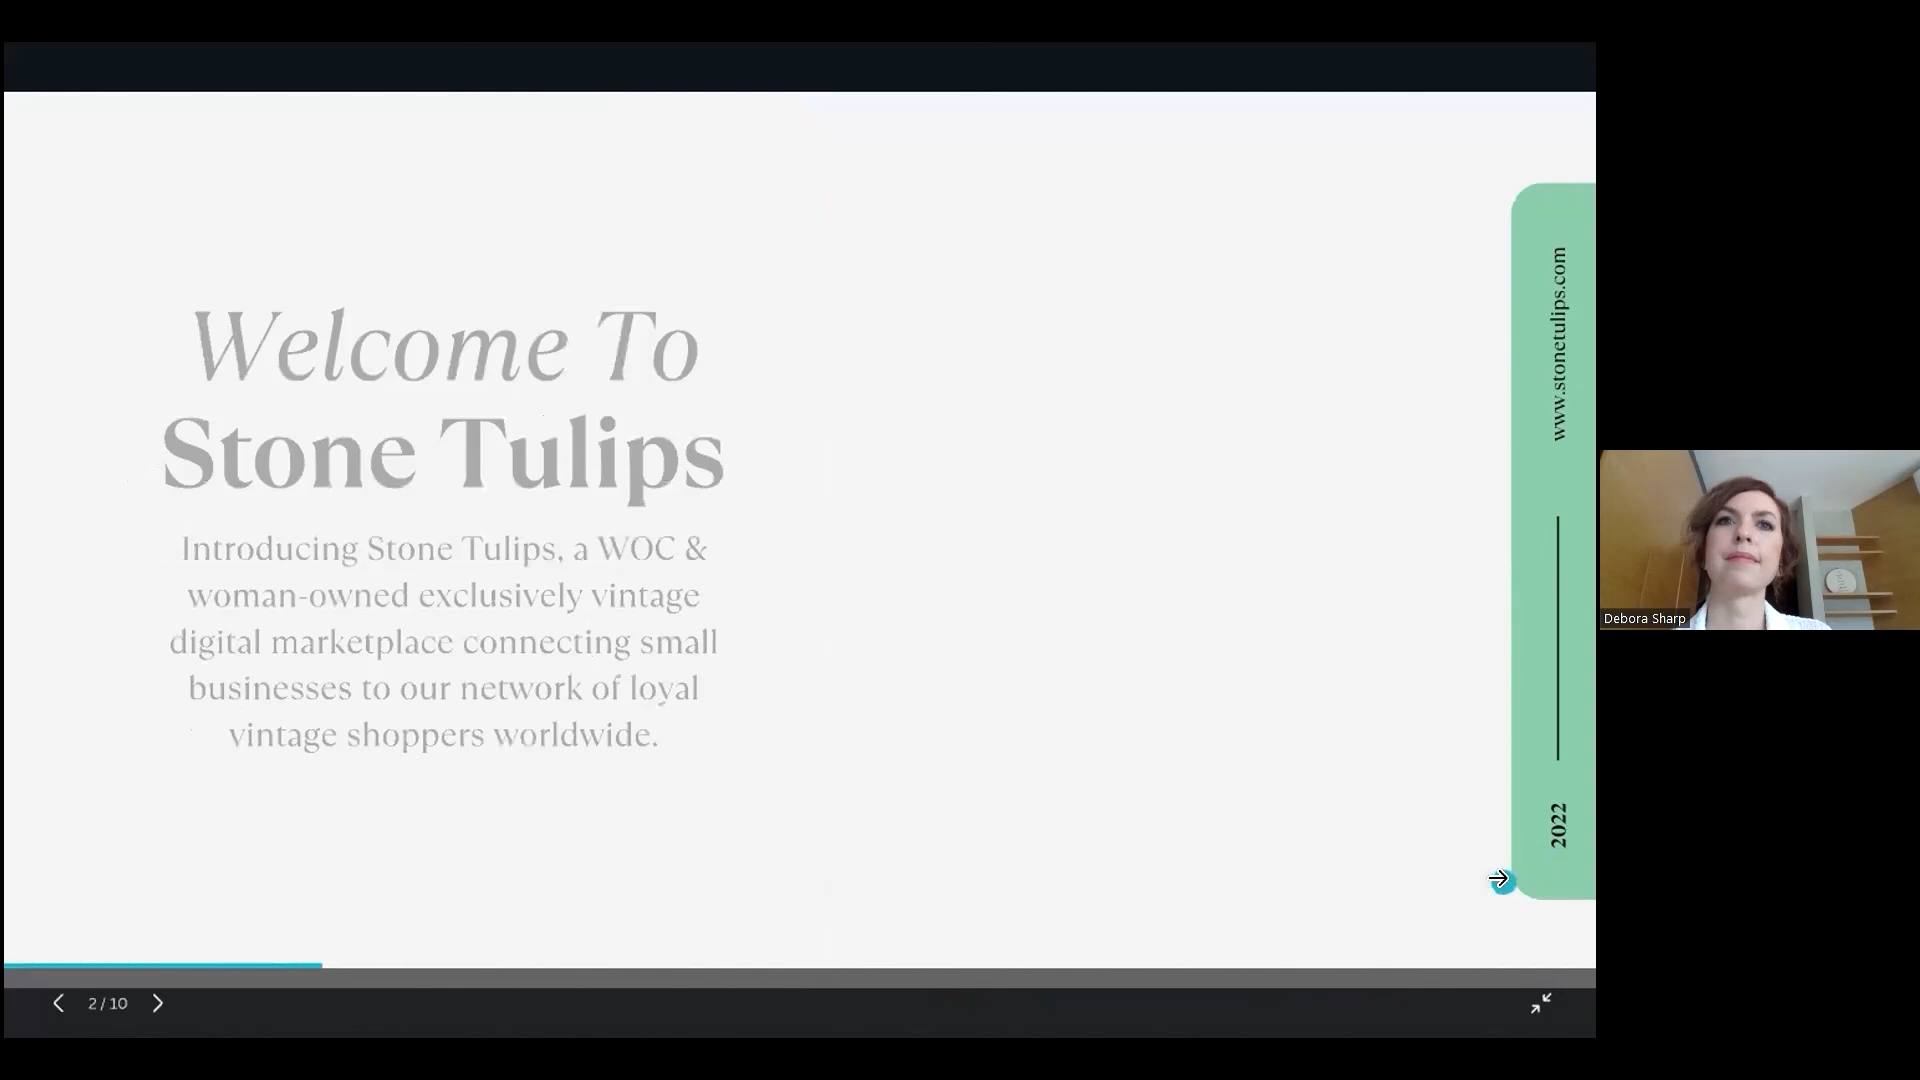 Welcome To
Stone Tulips
Introducing Stone Tulips, a WOC &
woman-owned exclusively vintage
digital marketplace connecting small
businesses to our network of loyal
vintage shoppers worldwide.
www.stonetulips.com
2022
2 / 10
Debora Sharp